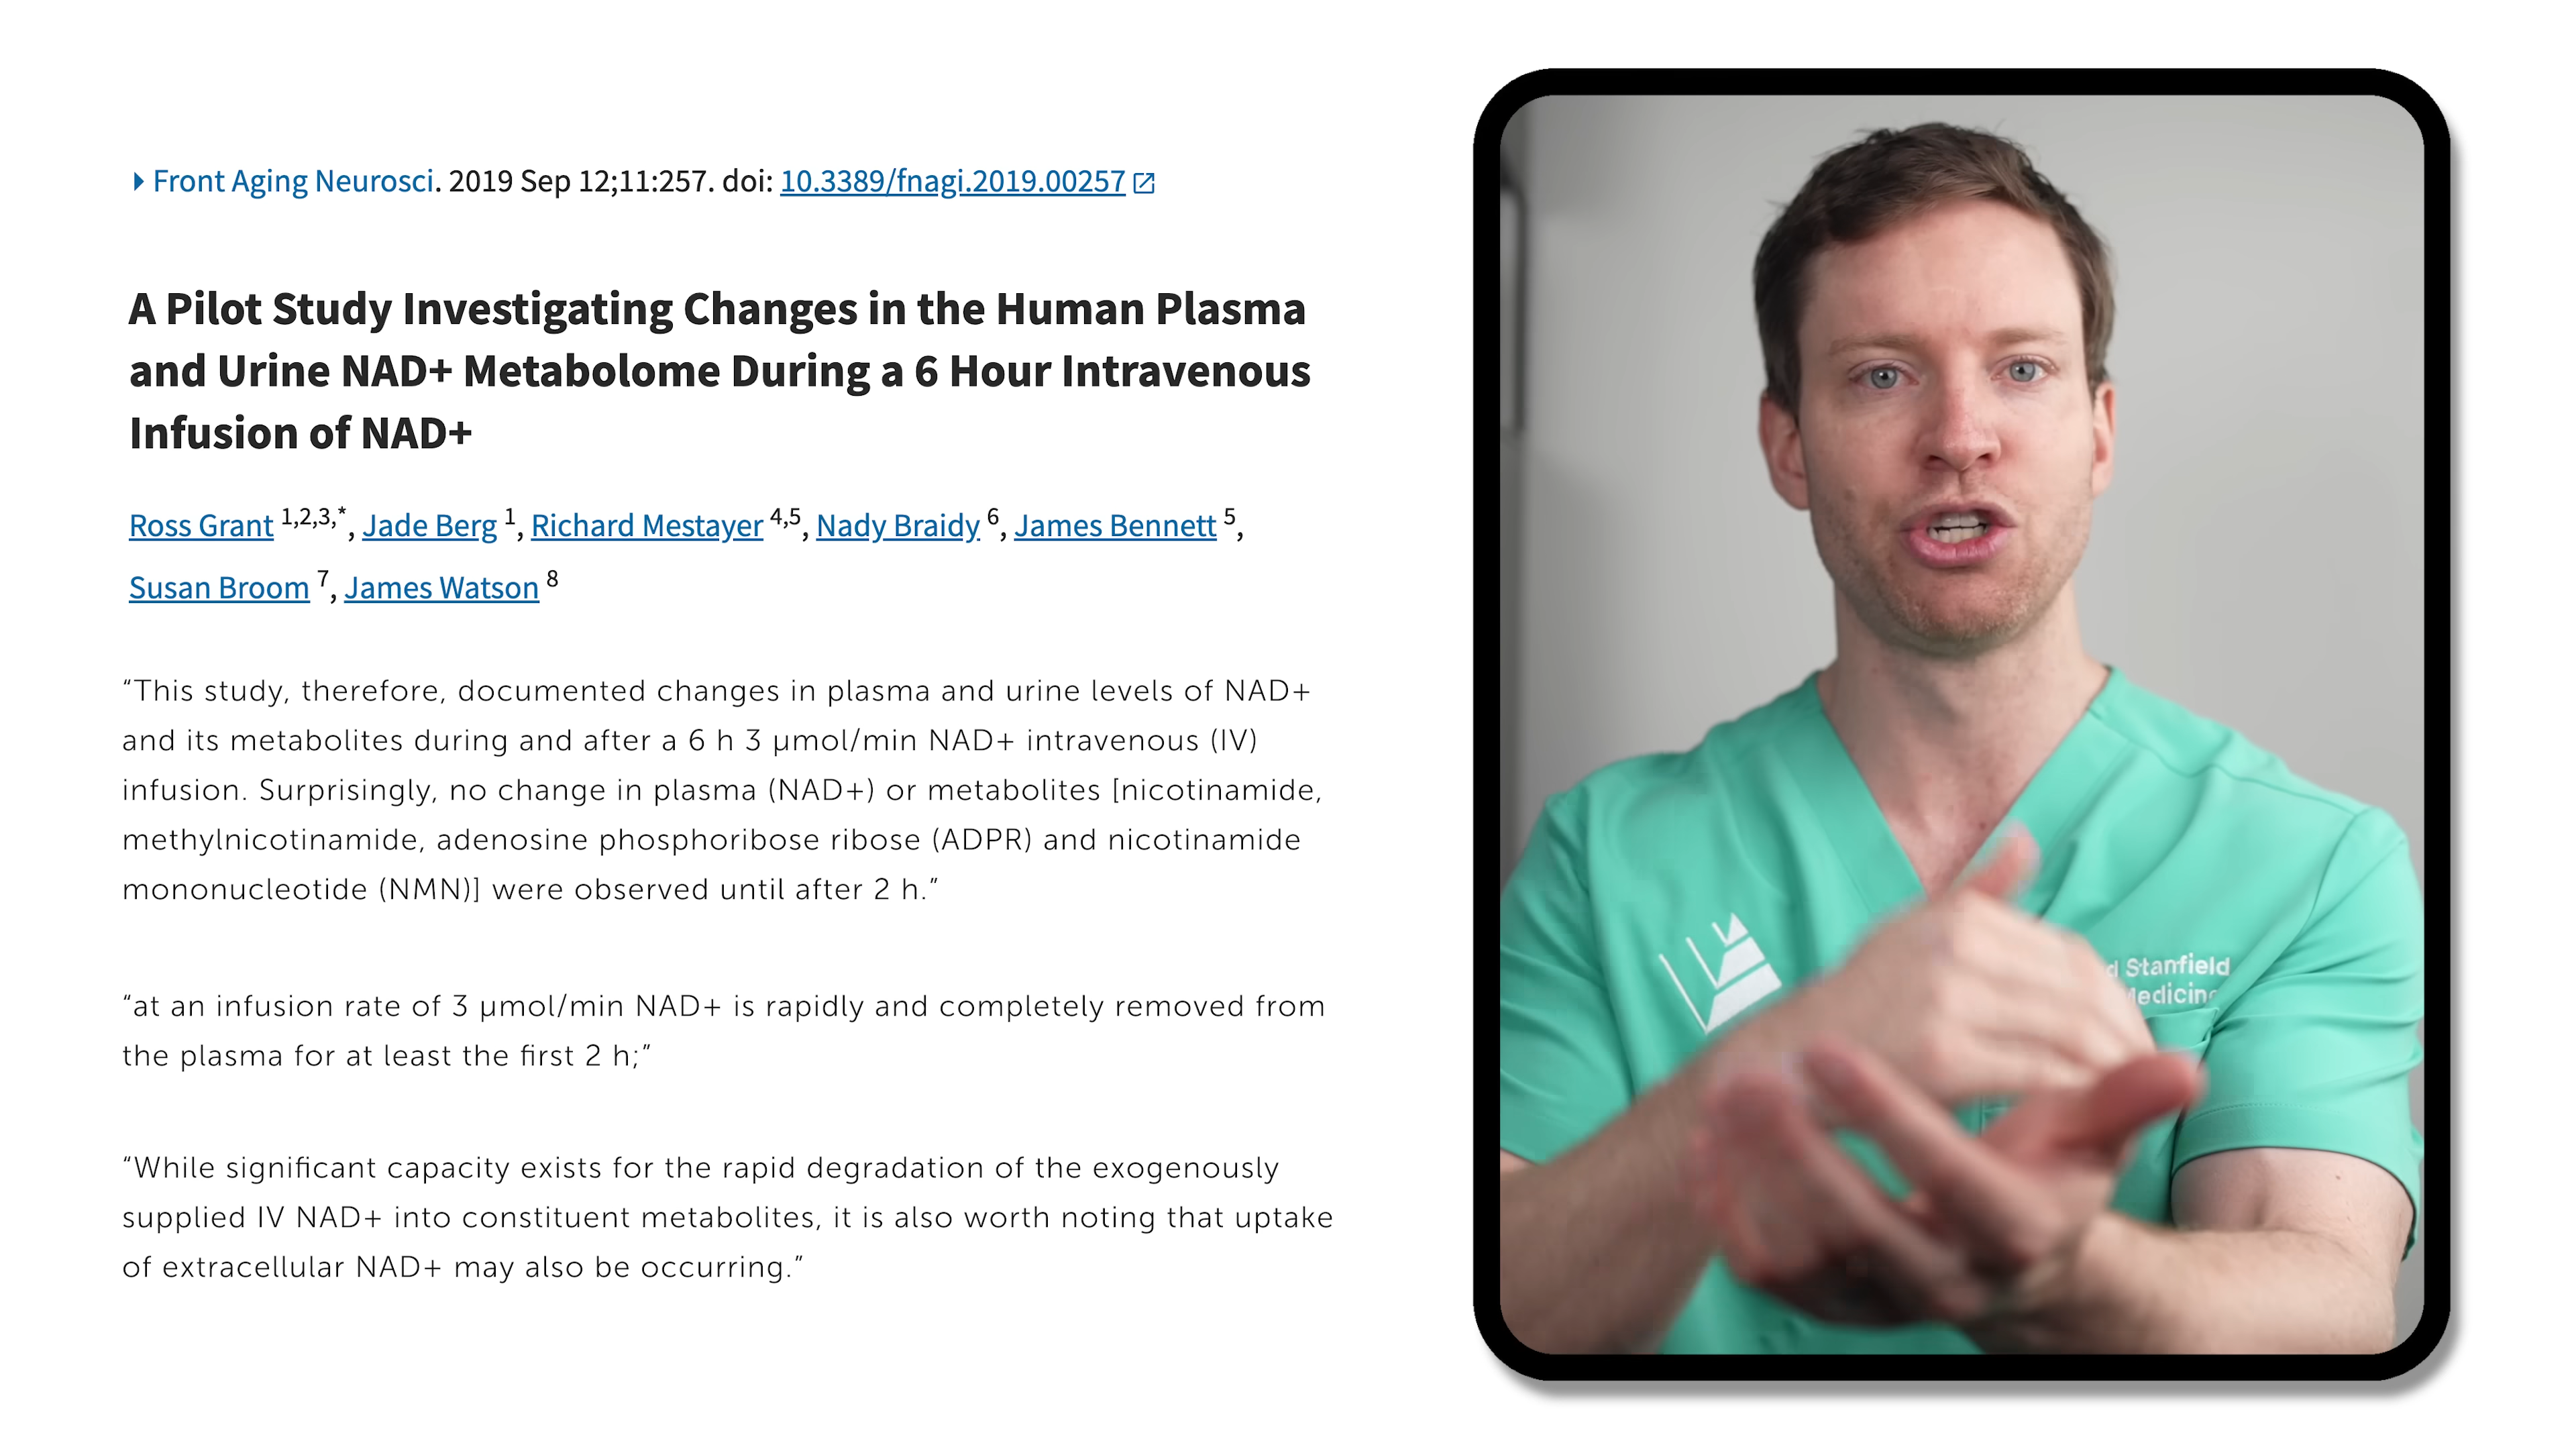 Front Aging Neurosci. 2019 Sep 12;11:257. doi: 10.3389/fnagi.2019.00257
A Pilot Study Investigating Changes in the Human Plasma
and Urine NAD+ Metabolome During a 6 Hour Intravenous
Infusion of NAD+
Ross Grant 1,2,3,*, Jade Berg 1, Richard Mestayer 4,5, Nady Braidy 6, James Bennett 5,
Susan Broom 7, James Watson 8
“This study, therefore, documented changes in plasma and urine levels of NAD+
and its metabolites during and after a 6 h 3 μmol/min NAD+ intravenous (IV)
infusion. Surprisingly, no change in plasma (NAD+) or metabolites [nicotinamide,
methylnicotinamide, adenosine phosphoribose ribose (ADPR) and nicotinamide
mononucleotide (NMN)] were observed until after 2 h.”
“at an infusion rate of 3 μmol/min NAD+ is rapidly and completely removed from
the plasma for at least the first 2 h;”
“While significant capacity exists for the rapid degradation of the exogenously
supplied IV NAD+ into constituent metabolites, it is also worth noting that uptake
of extracellular NAD+ may also be occurring.”
Stanfield